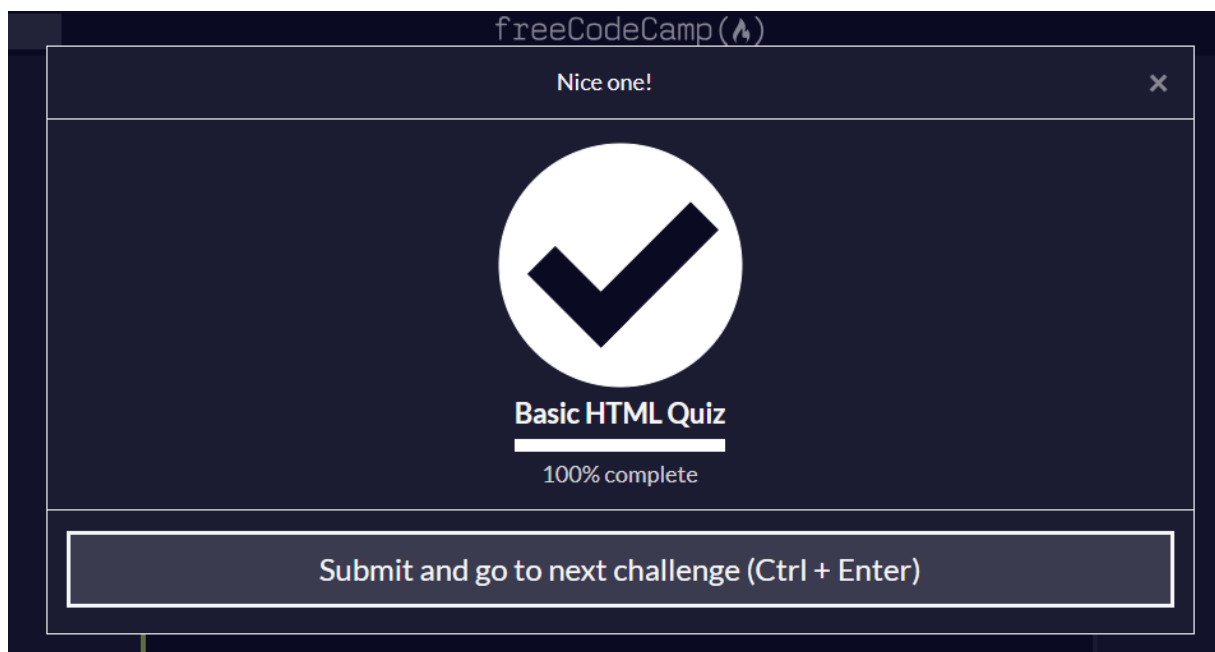 freeCodeCamp(🔥)
Nice one!
×
Basic HTML Quiz
100% complete
Submit and go to next challenge (Ctrl + Enter)